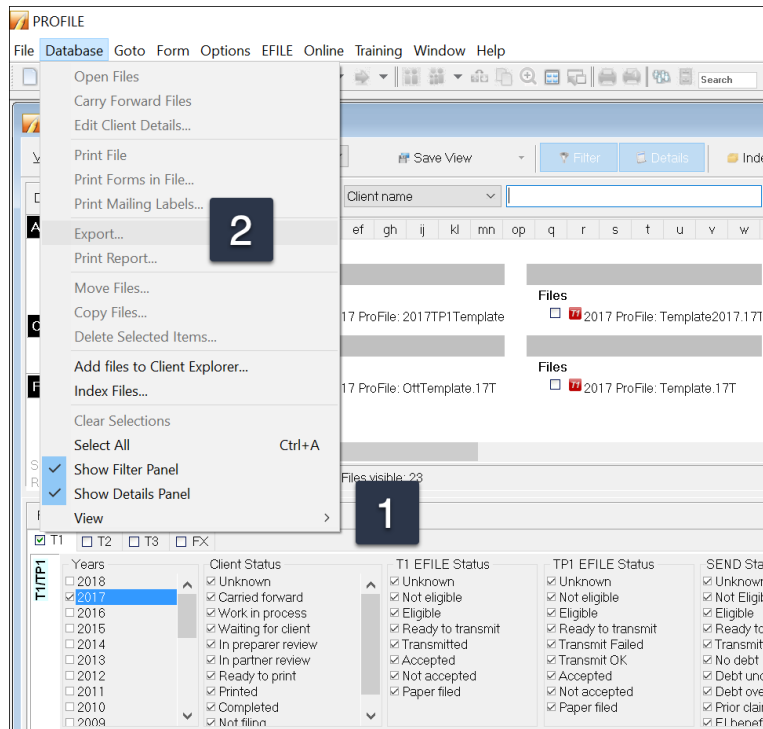 PROFILE
File Database Goto Form Options EFILE Online Training Window Help
Open Files
Search
Carry Forward Files
Edit Client Details...
Print File
Save View Filter Details
Print Forms in File...
Print Mailing Labels...
Client name
2
Export...
ef gh ij kl mn op q r s t u v w
Print Report...
Move Files...
Files
Copy Files...
17 ProFile: 2017TP1Template
2017 ProFile: Template2017.17T
Delete Selected Items...
Add files to Client Explorer...
Files
Index Files...
17 ProFile: OttTemplate.17T
2017 ProFile: Template.17T
Clear Selections
Select All Ctrl+A
Show Filter Panel
Files visible: 23
Show Details Panel
View >
1
T1 T2 T3 FX
T1/TP1
Years Client Status T1 EFILE Status TP1 EFILE Status SEND
2018 Unknown Unknown Unknown Unknown
2017 Carried forward Not eligible Not eligible Not
2016 Work in process Eligible Eligible Eligible
2015 Waiting for client Ready to transmit Ready to transmit Ready to
2014 In preparer review Transmitted Transmit Failed
2013 In partner review Accepted Transmit OK No debt
2012 Ready to print Not accepted Accepted Debt
2011 Printed Paper filed Not accepted Debt
2010 Completed Paper filed Prior
2009 Not filing EI